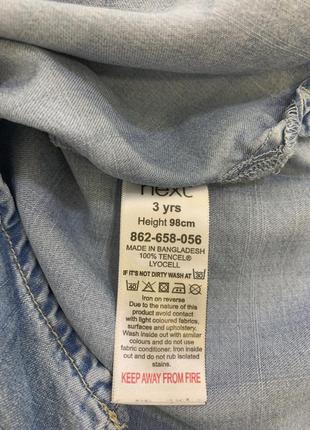 next
3 yrs
Height 98cm
862-658-056
MADE IN BANGLADESH
100% TENCEL®
LYOCELL
IF IT'S NOT DIRTY WASH AT 30
40
Iron on reverse
Due to the nature of this
product avoid contact
with light coloured fabrics,
surfaces and upholstery.
Wash inside out with similar
colours and do not use
fabric conditioner. Iron inside
out and do not rub isolated
stains.
KEEP AWAY FROM FIRE